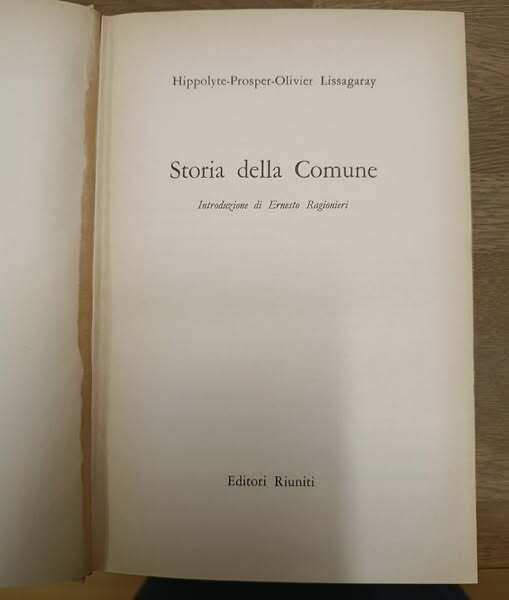 Hippolyte-Prosper-Olivier Lissagaray
Storia della Comune
Introduzione di Ernesto Ragionieri
Editori Riuniti